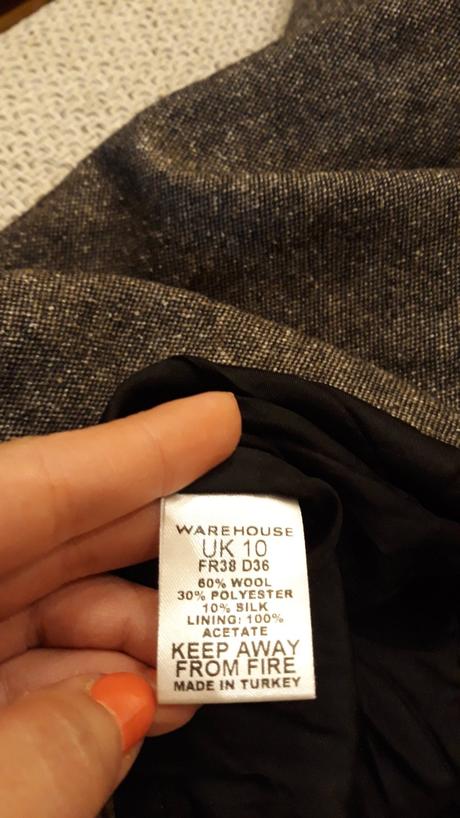 WAREHOUSE
UK 10
FR38 D36
60% WOOL
30% POLYESTER
10% SILK
LINING: 100%
ACETATE
KEEP AWAY
FROM FIRE
MADE IN TURKEY